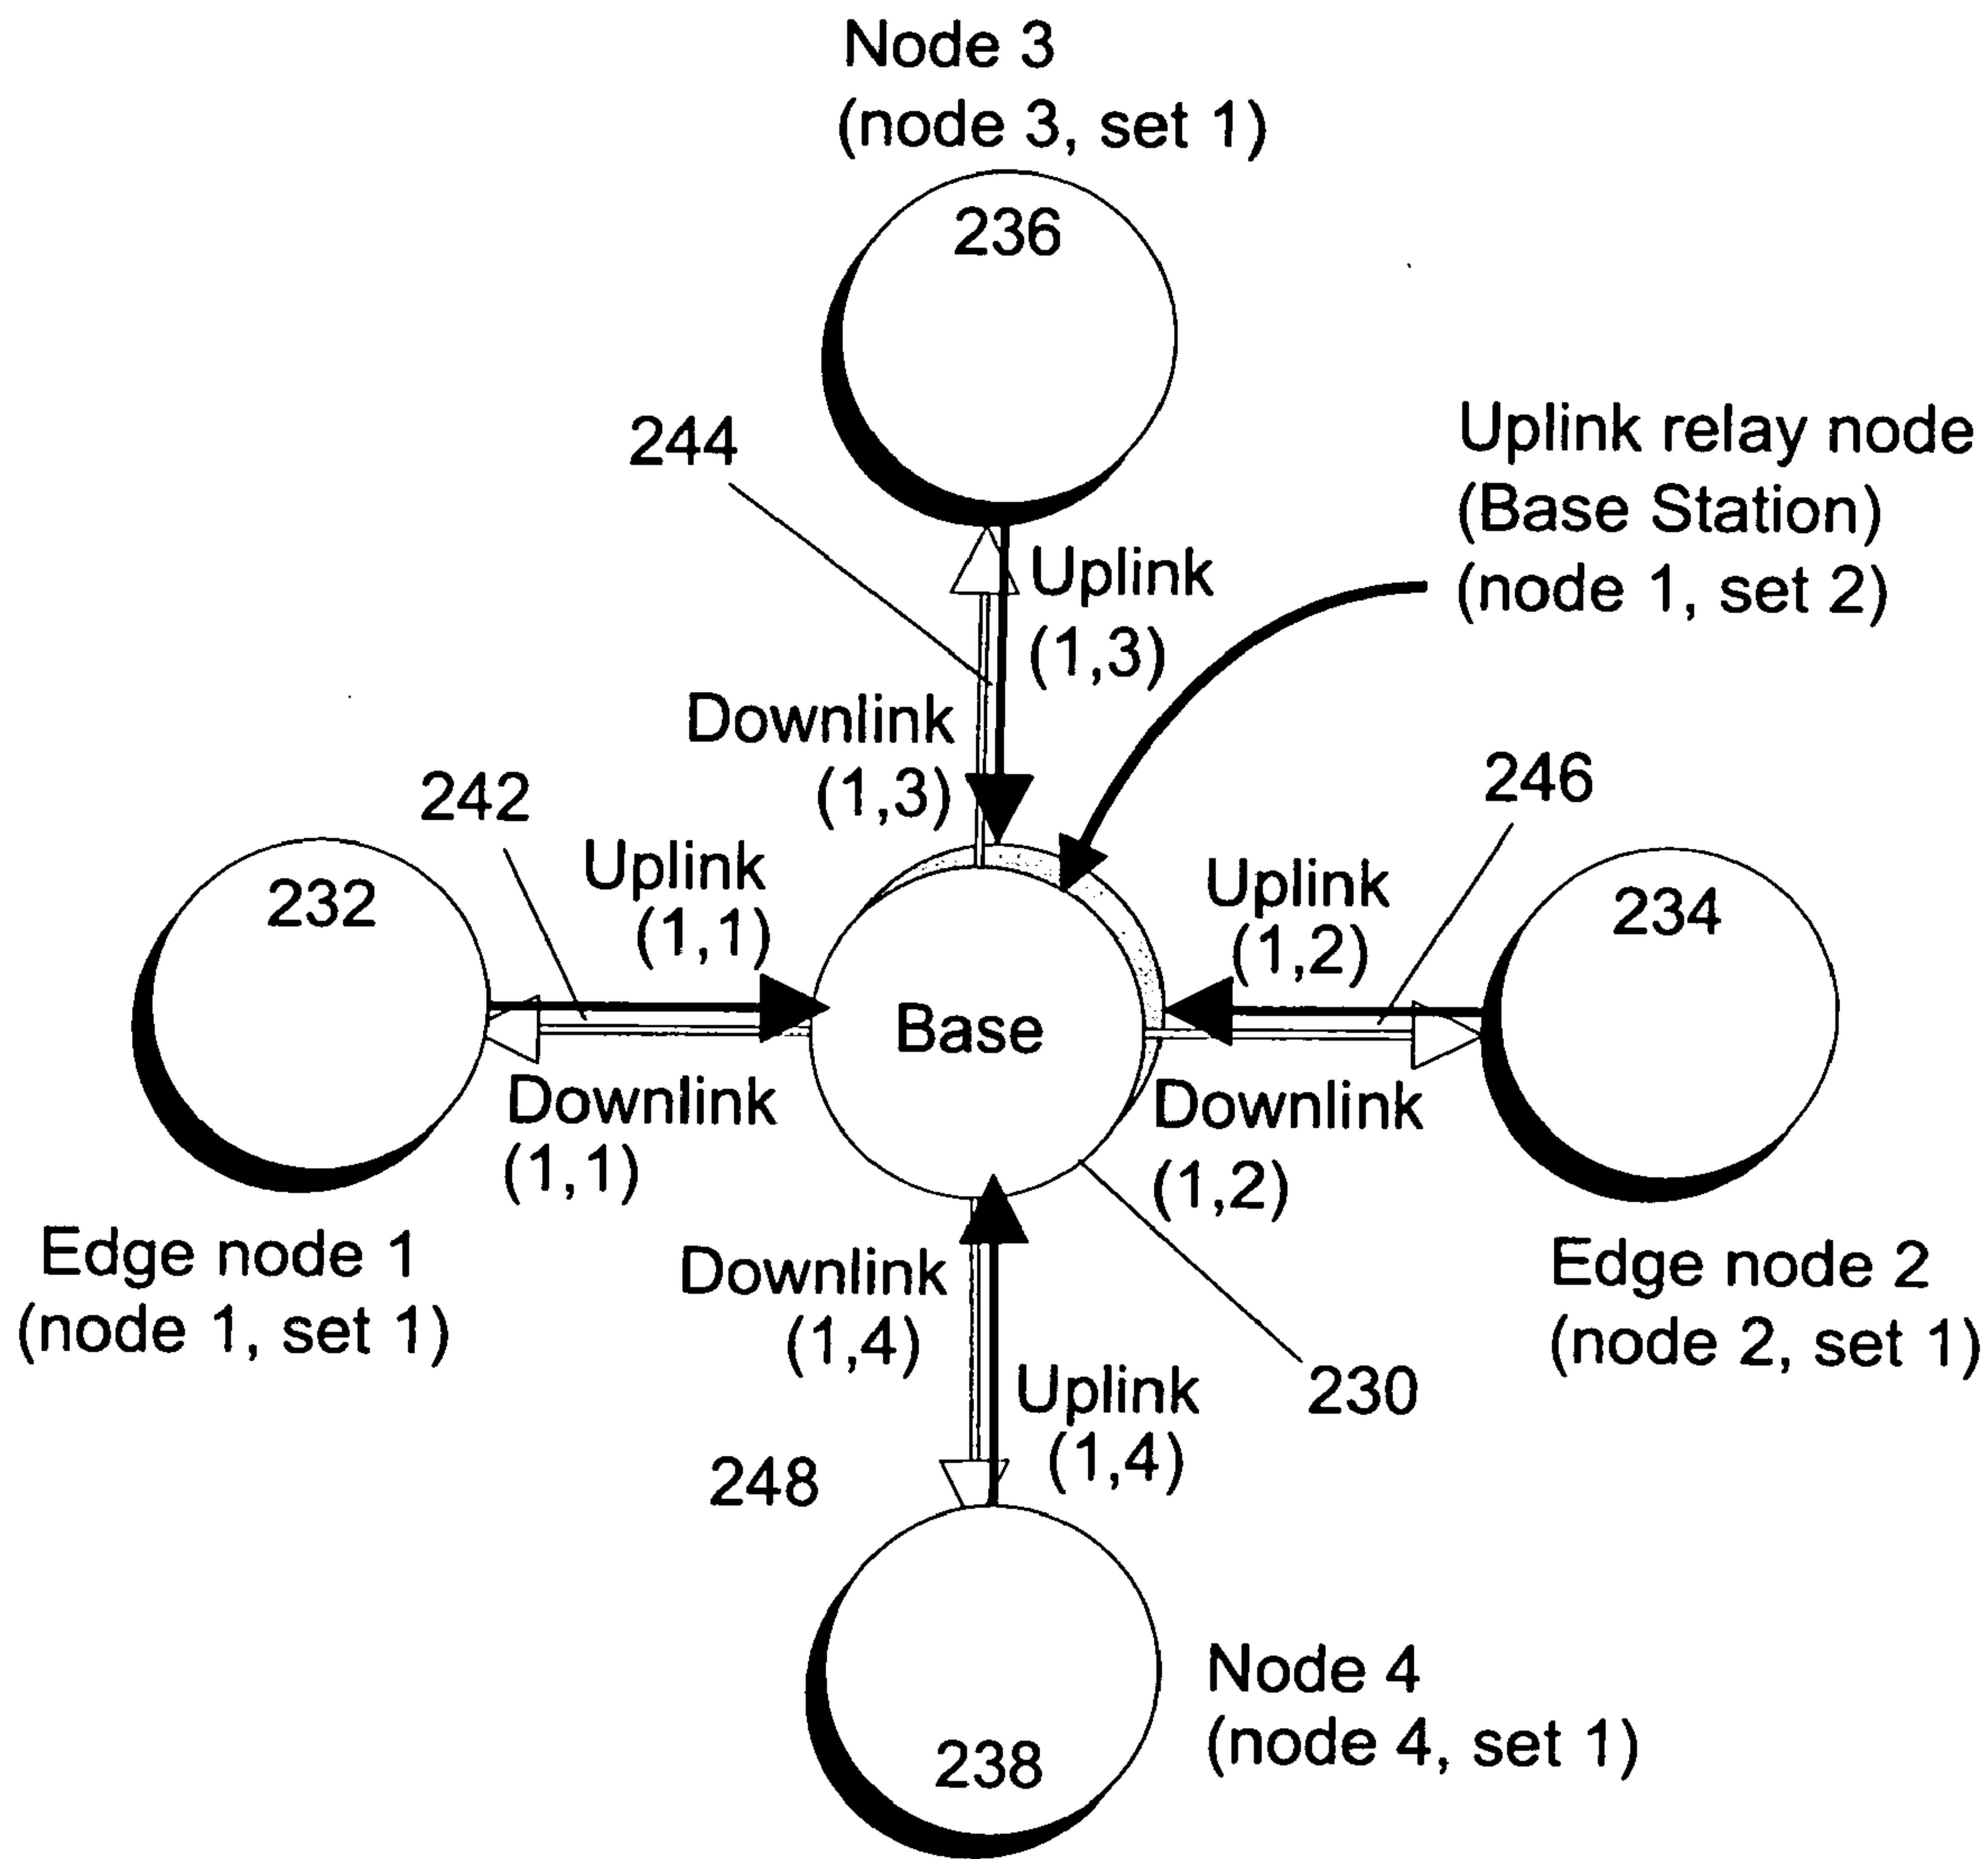 Node 3
(node 3, set 1)
236
244
Uplink
(1,3)
Uplink relay node
(Base Station)
(node 1, set 2)
Downlink
(1,3)
242
246
Uplink
(1,1)
Uplink
(1,2)
232
234
Base
Downlink
(1,1)
Downlink
(1,2)
Edge node 1
(node 1, set 1)
Edge node 2
(node 2, set 1)
Downlink
(1,4)
230
Uplink
(1,4)
248
Node 4
(node 4, set 1)
238